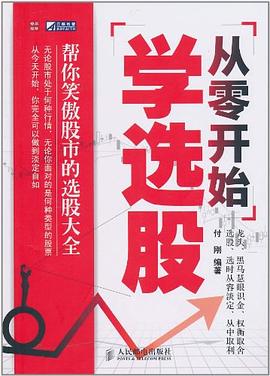 从零开始
学选股
帮你笑傲股市的选股大全
无论股市处于何种行情,无论你面对的是何种类型的股票
从今天开始,你完全可以做到淡定自如
龙头、黑马慧眼识金,权衡取舍
选股、选时从容淡定,从中取利
付刚 编著
人民邮电出版社